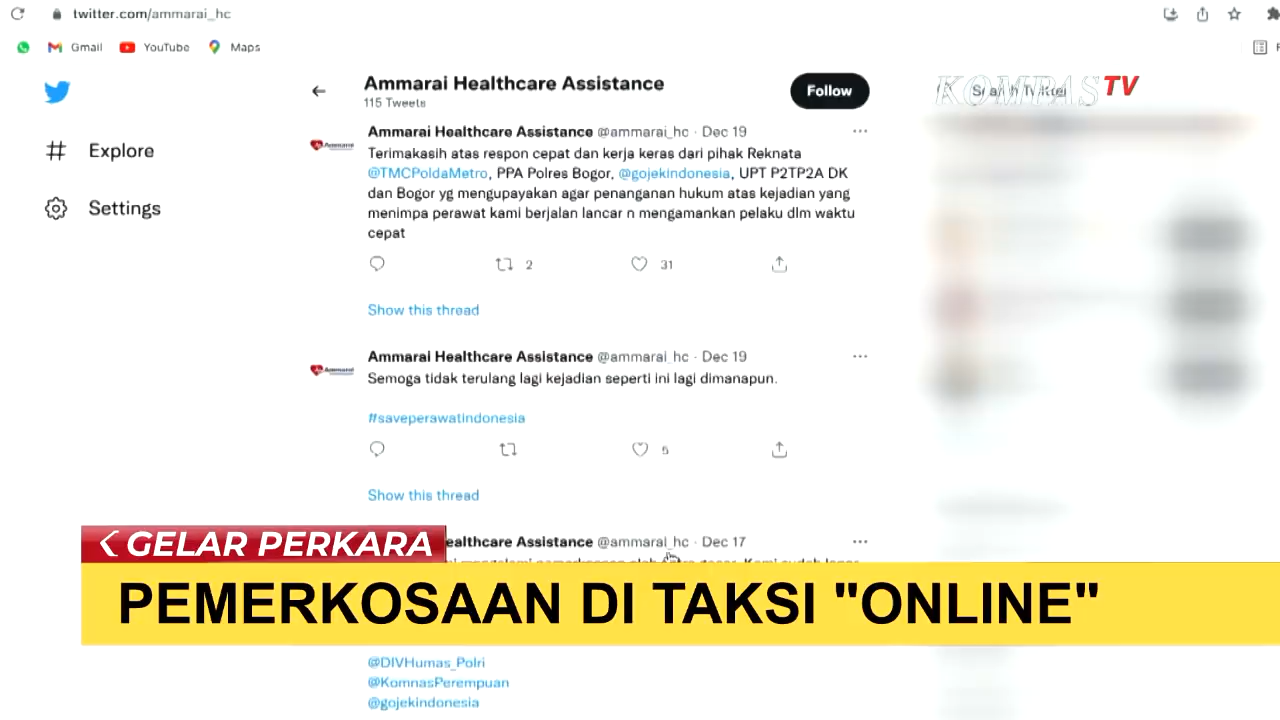 twitter.com/ammarai_hc
Gmail YouTube Maps
Ammarai Healthcare Assistance
115 Tweets
Follow
KOMPAS TV
Explore
Settings
Ammarai Healthcare Assistance @ammarai_hc · Dec 19
Terimakasih atas respon cepat dan kerja keras dari pihak Reknata
@TMCPoldaMetro, PPA Polres Bogor, @gojekindonesia, UPT P2TP2A DK
dan Bogor yg mengupayakan agar penanganan hukum atas kejadian yang
menimpa perawat kami berjalan lancar n mengamankan pelaku dlm waktu
cepat
2 31
Show this thread
Ammarai Healthcare Assistance @ammarai_hc · Dec 19
Semoga tidak terulang lagi kejadian seperti ini lagi dimanapun.
#saveperawatindonesia
5
Show this thread
ealthcare Assistance @ammarai_hc · Dec 17
GELAR PERKARA
PEMERKOSAAN DI TAKSI "ONLINE"
@DIVHumas_Polri
@KomnasPerempuan
@gojekindonesia